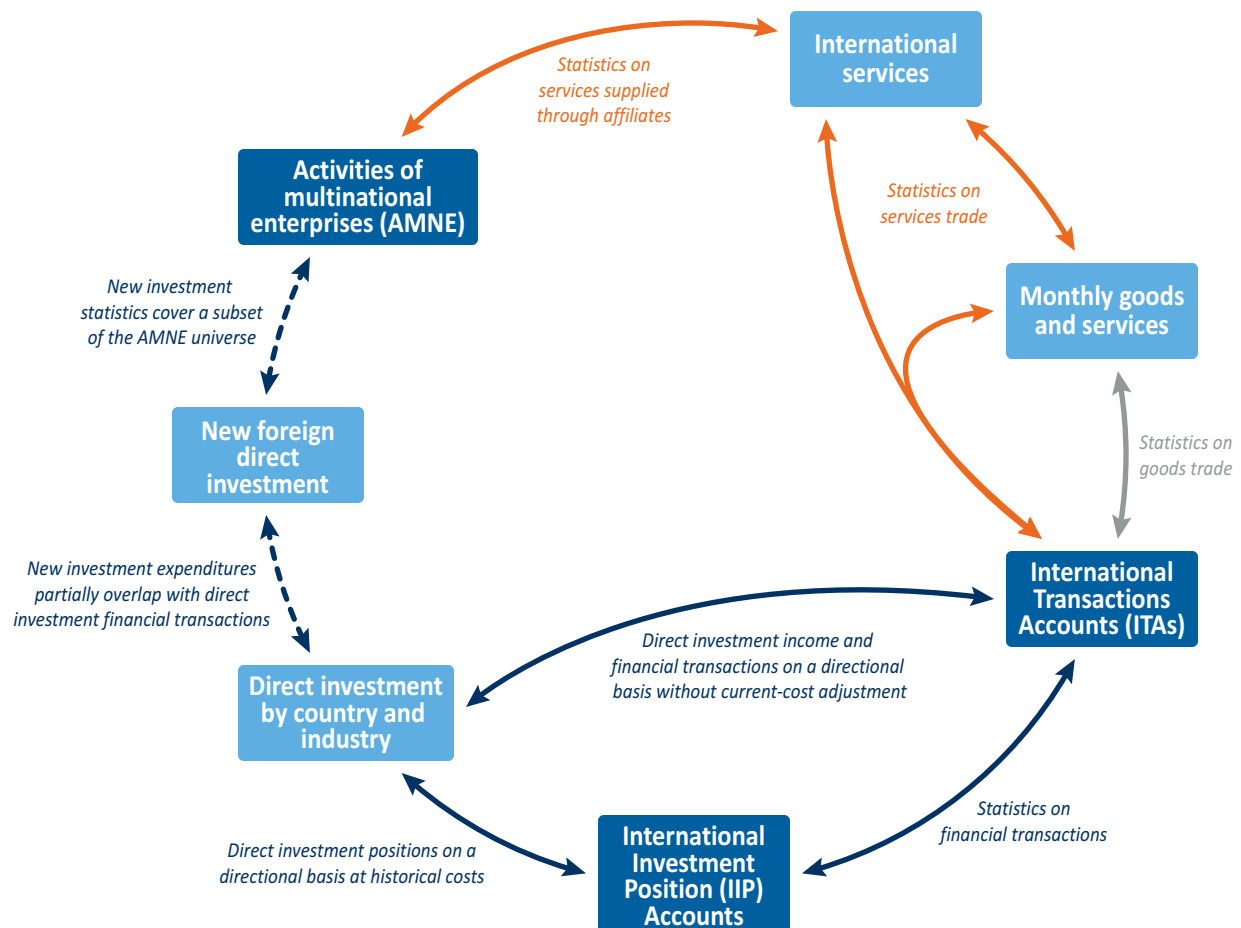 International
services
Statistics on
services supplied
through affiliates
Activities of
multinational
enterprises (AMNE)
Statistics on
services trade
Monthly goods
and services
New investment
statistics cover a subset
of the AMNE universe
New foreign
direct
investment
Statistics on
goods trade
New investment expenditures
partially overlap with direct
investment financial transactions
International
Transactions
Accounts (ITAs)
Direct investment income and
financial transactions on a directional
basis without current-cost adjustment
Direct investment
by country and
industry
Statistics on
financial transactions
International
Investment
Position (IIP)
Accounts
Direct investment positions on a
directional basis at historical costs